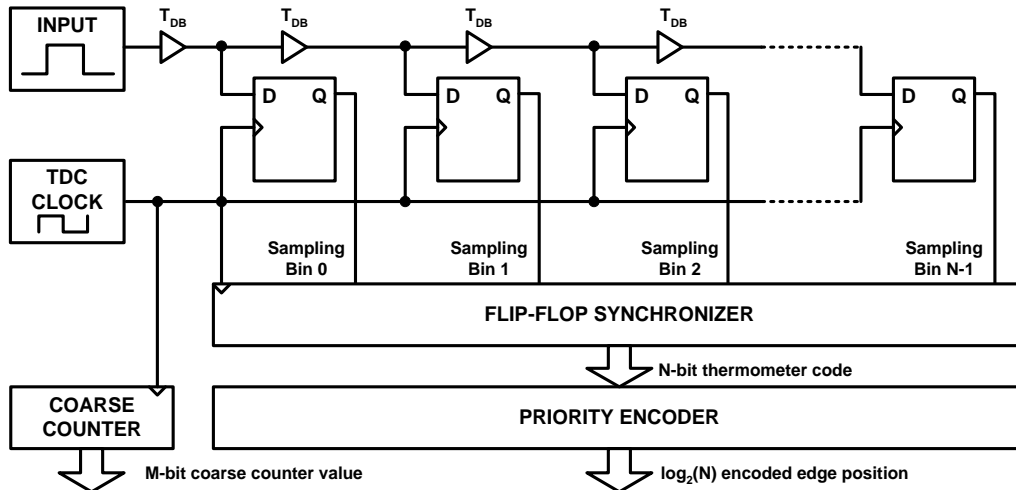 INPUT
T_DB
T_DB
T_DB
T_DB
D Q
D Q
D Q
D Q
TDC
CLOCK
Sampling
Bin 0
Sampling
Bin 1
Sampling
Bin 2
Sampling
Bin N-1
FLIP-FLOP SYNCHRONIZER
N-bit thermometer code
COARSE
COUNTER
PRIORITY ENCODER
M-bit coarse counter value
log₂(N) encoded edge position